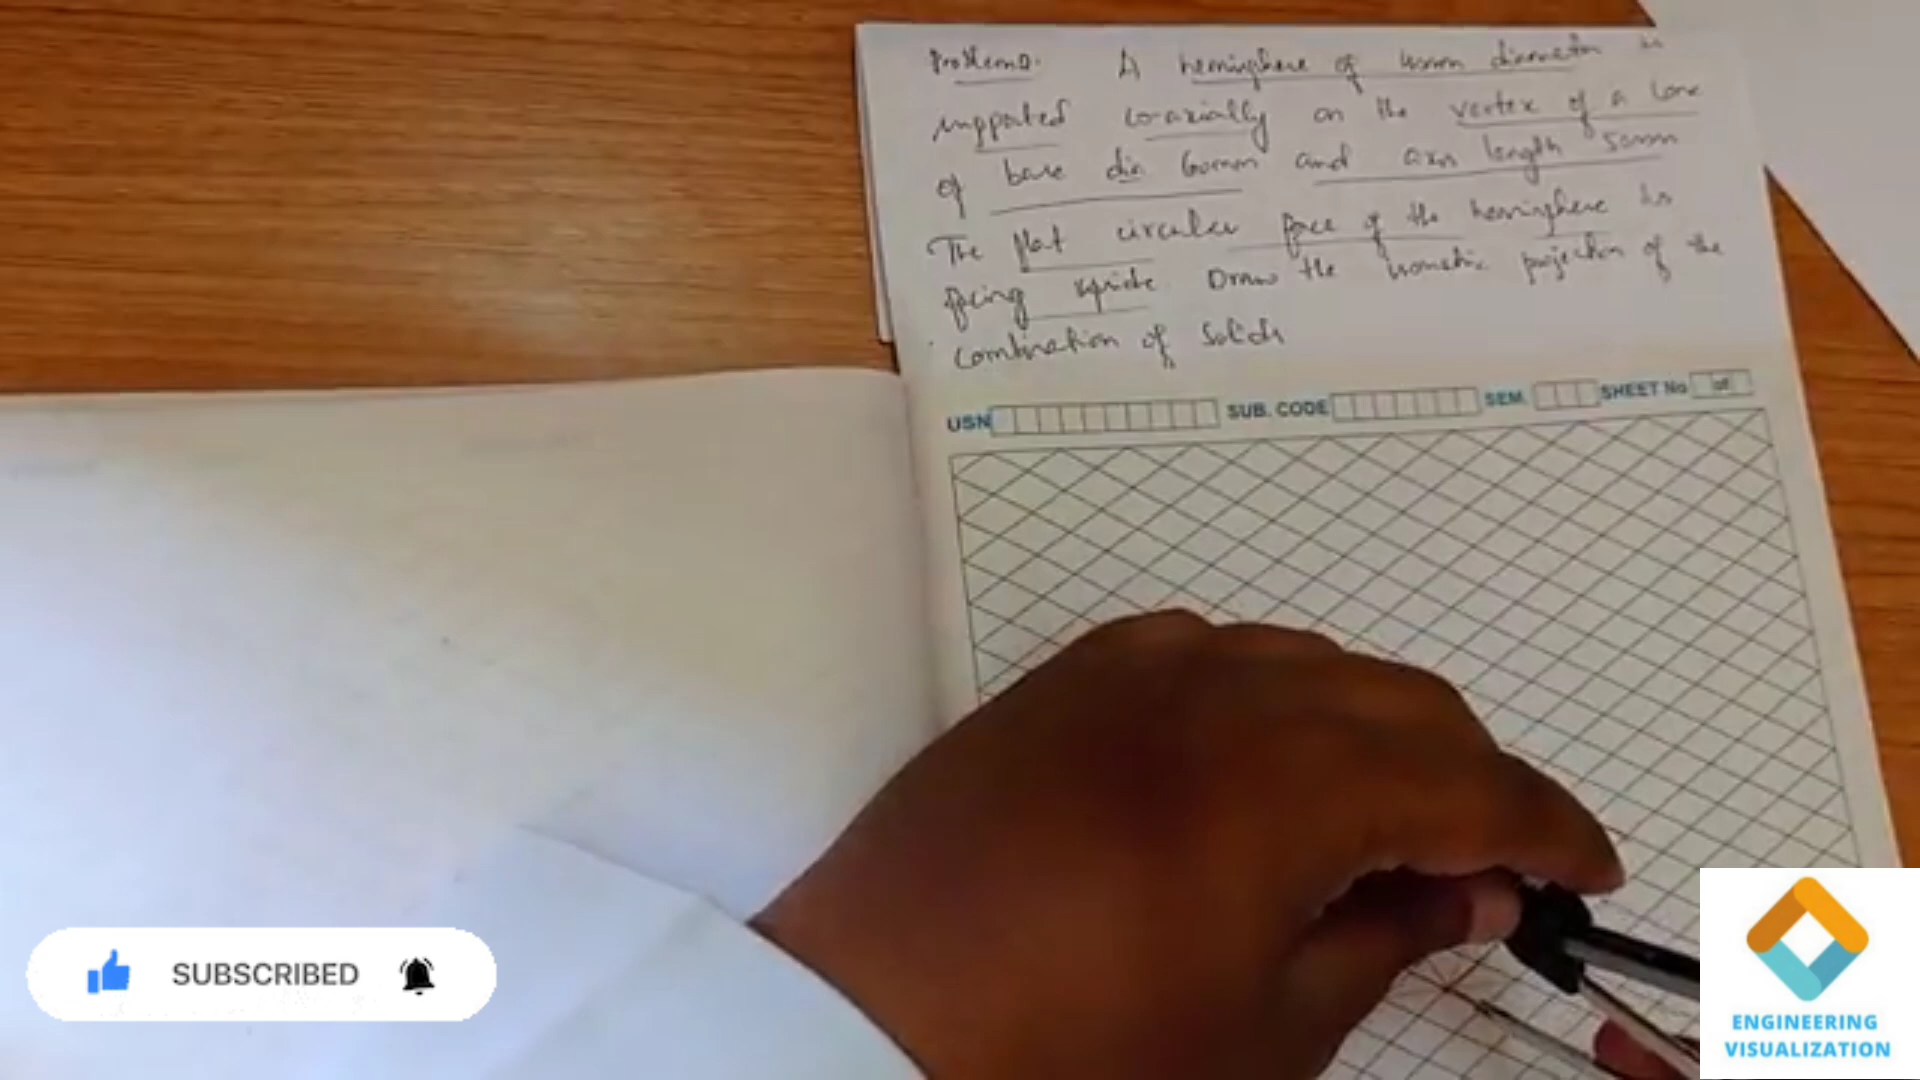 Problem 2. A hemisphere of 40mm diameter is
supported co-axially on the vertex of a cone
of base dia 60mm and axis length 50mm
The flat circular face of the hemisphere is
facing upside. Draw the isometric projection of the
combination of solids
USN SUB. CODE SEM. SHEET No of
SUBSCRIBED
ENGINEERING
VISUALIZATION